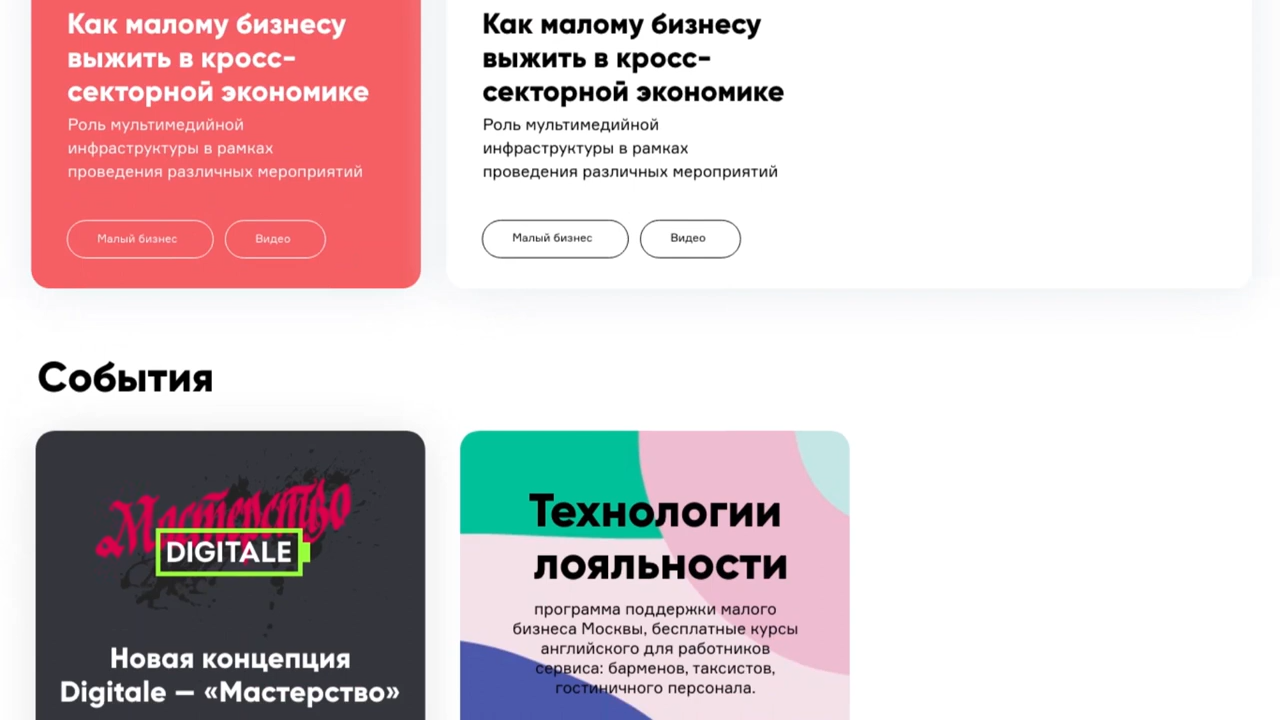 Как малому бизнесу
выжить в кросс-
секторной экономике
Роль мультимедийной
инфраструктуры в рамках
проведения различных мероприятий
Малый бизнес
Видео
Как малому бизнесу
выжить в кросс-
секторной экономике
Роль мультимедийной
инфраструктуры в рамках
проведения различных мероприятий
Малый бизнес
Видео
События
Мастерство
DIGITALE
Новая концепция
Digitale — «Мастерство»
Технологии
лояльности
программа поддержки малого
бизнеса Москвы, бесплатные курсы
английского для работников
сервиса: барменов, таксистов,
гостиничного персонала.